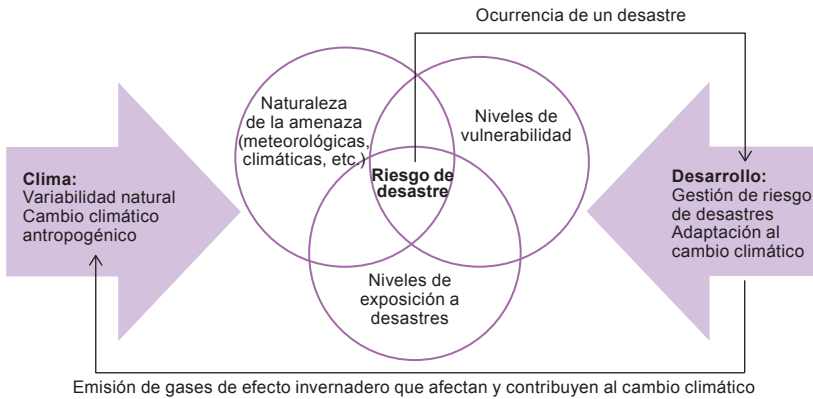 Ocurrencia de un desastre
Naturaleza
de la amenaza
(meteorológicas,
climáticas, etc.)
Niveles de
vulnerabilidad
Riesgo de
desastre
Clima:
Variabilidad natural
Cambio climático
antropogénico
Desarrollo:
Gestión de riesgo
de desastres
Adaptación al
cambio climático
Niveles de
exposición a
desastres
Emisión de gases de efecto invernadero que afectan y contribuyen al cambio climático